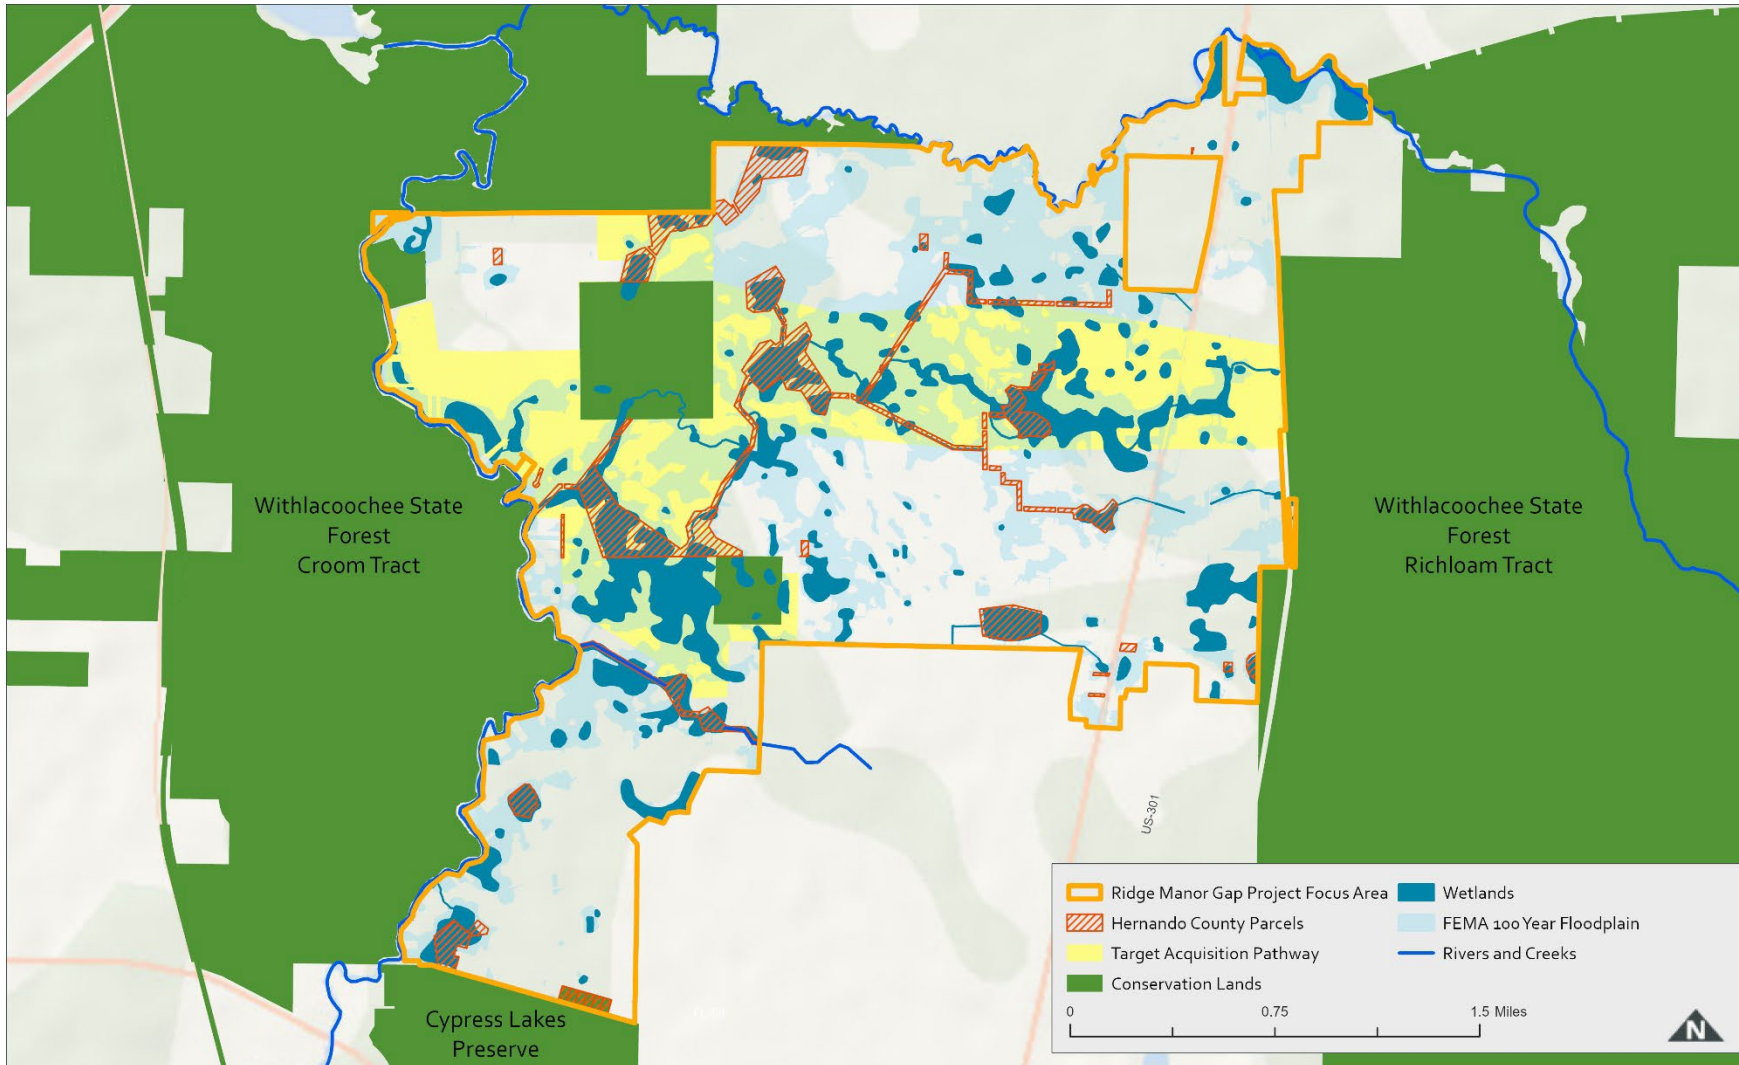 Withlacoochee State
Forest
Croom Tract
Withlacoochee State
Forest
Richloam Tract
US-301
Cypress Lakes
Preserve
Ridge Manor Gap Project Focus Area
Hernando County Parcels
Target Acquisition Pathway
Conservation Lands
Wetlands
FEMA 100 Year Floodplain
Rivers and Creeks
0 0.75 1.5 Miles
N